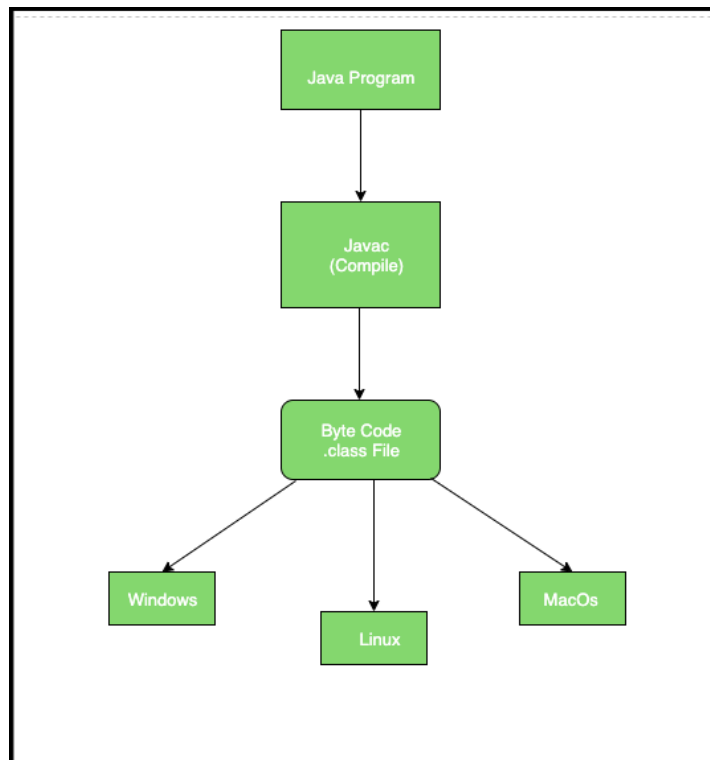 Java Program
Javac
(Compile)
Byte Code
.class File
Windows
Linux
MacOs